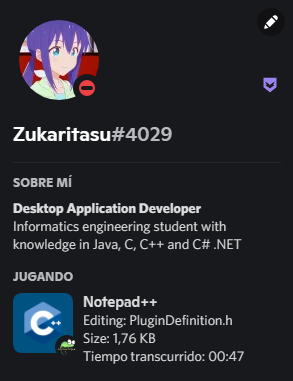 Zukaritasu#4029
SOBRE MÍ
Desktop Application Developer
Informatics engineering student with
knowledge in Java, C, C++ and C# .NET
JUGANDO
C++
Notepad++
Editing: PluginDefinition.h
Size: 1,76 KB
Tiempo transcurrido: 00:47